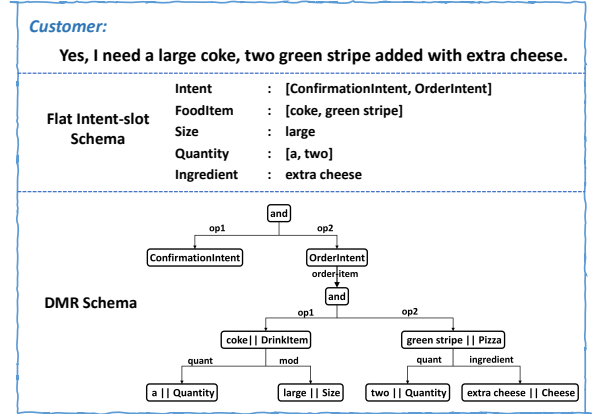 Customer:
Yes, I need a large coke, two green stripe added with extra cheese.
Flat Intent-slot Schema
Intent : [ConfirmationIntent, OrderIntent]
FoodItem : [coke, green stripe]
Size : large
Quantity : [a, two]
Ingredient : extra cheese
DMR Schema
and
op1 op2
ConfirmationIntent OrderIntent
order-item
and
op1 op2
coke|| DrinkItem green stripe || Pizza
quant mod quant ingredient
a || Quantity large || Size two || Quantity extra cheese || Cheese